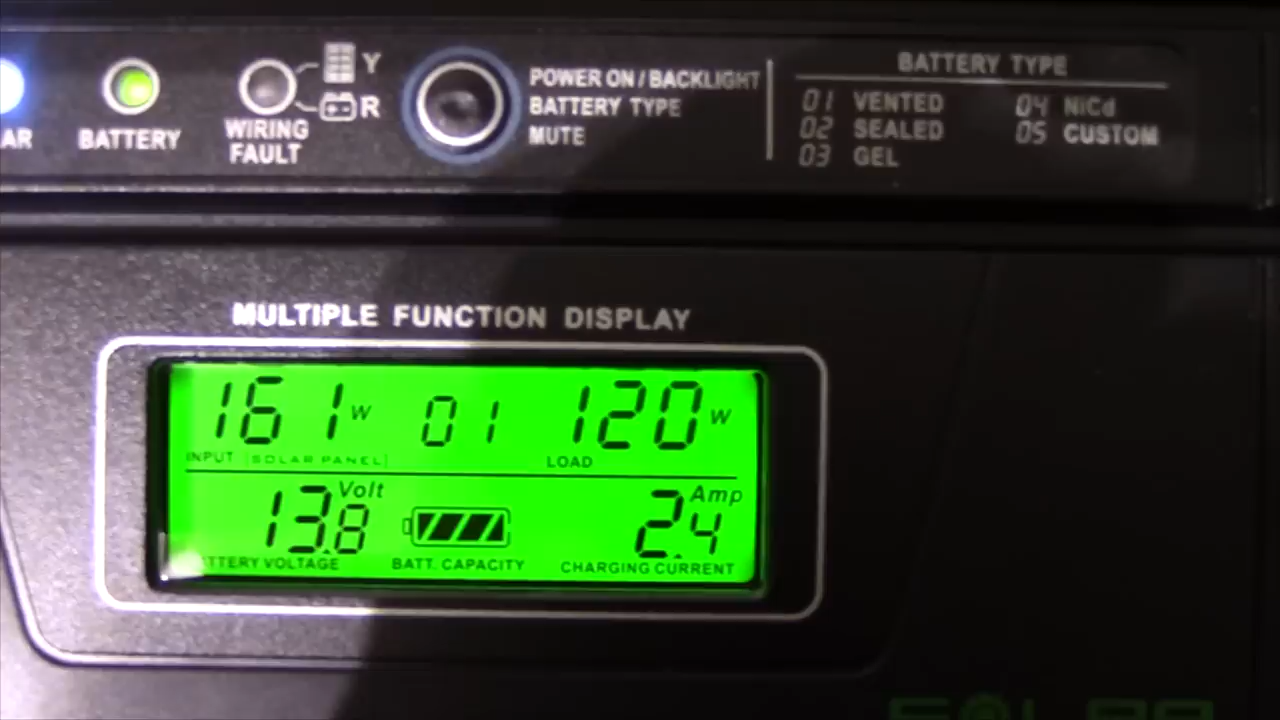 BATTERY TYPE
Y
POWER ON / BACKLIGHT
01 VENTED 04 NiCd
R
BATTERY TYPE
02 SEALED 05 CUSTOM
BATTERY
WIRING
FAULT
MUTE
03 GEL
MULTIPLE FUNCTION DISPLAY
161 W 01 120 W
INPUT SOLAR PANEL LOAD
13.8 Volt 2.4 Amp
VOLTAGE BATT. CAPACITY CHARGING CURRENT